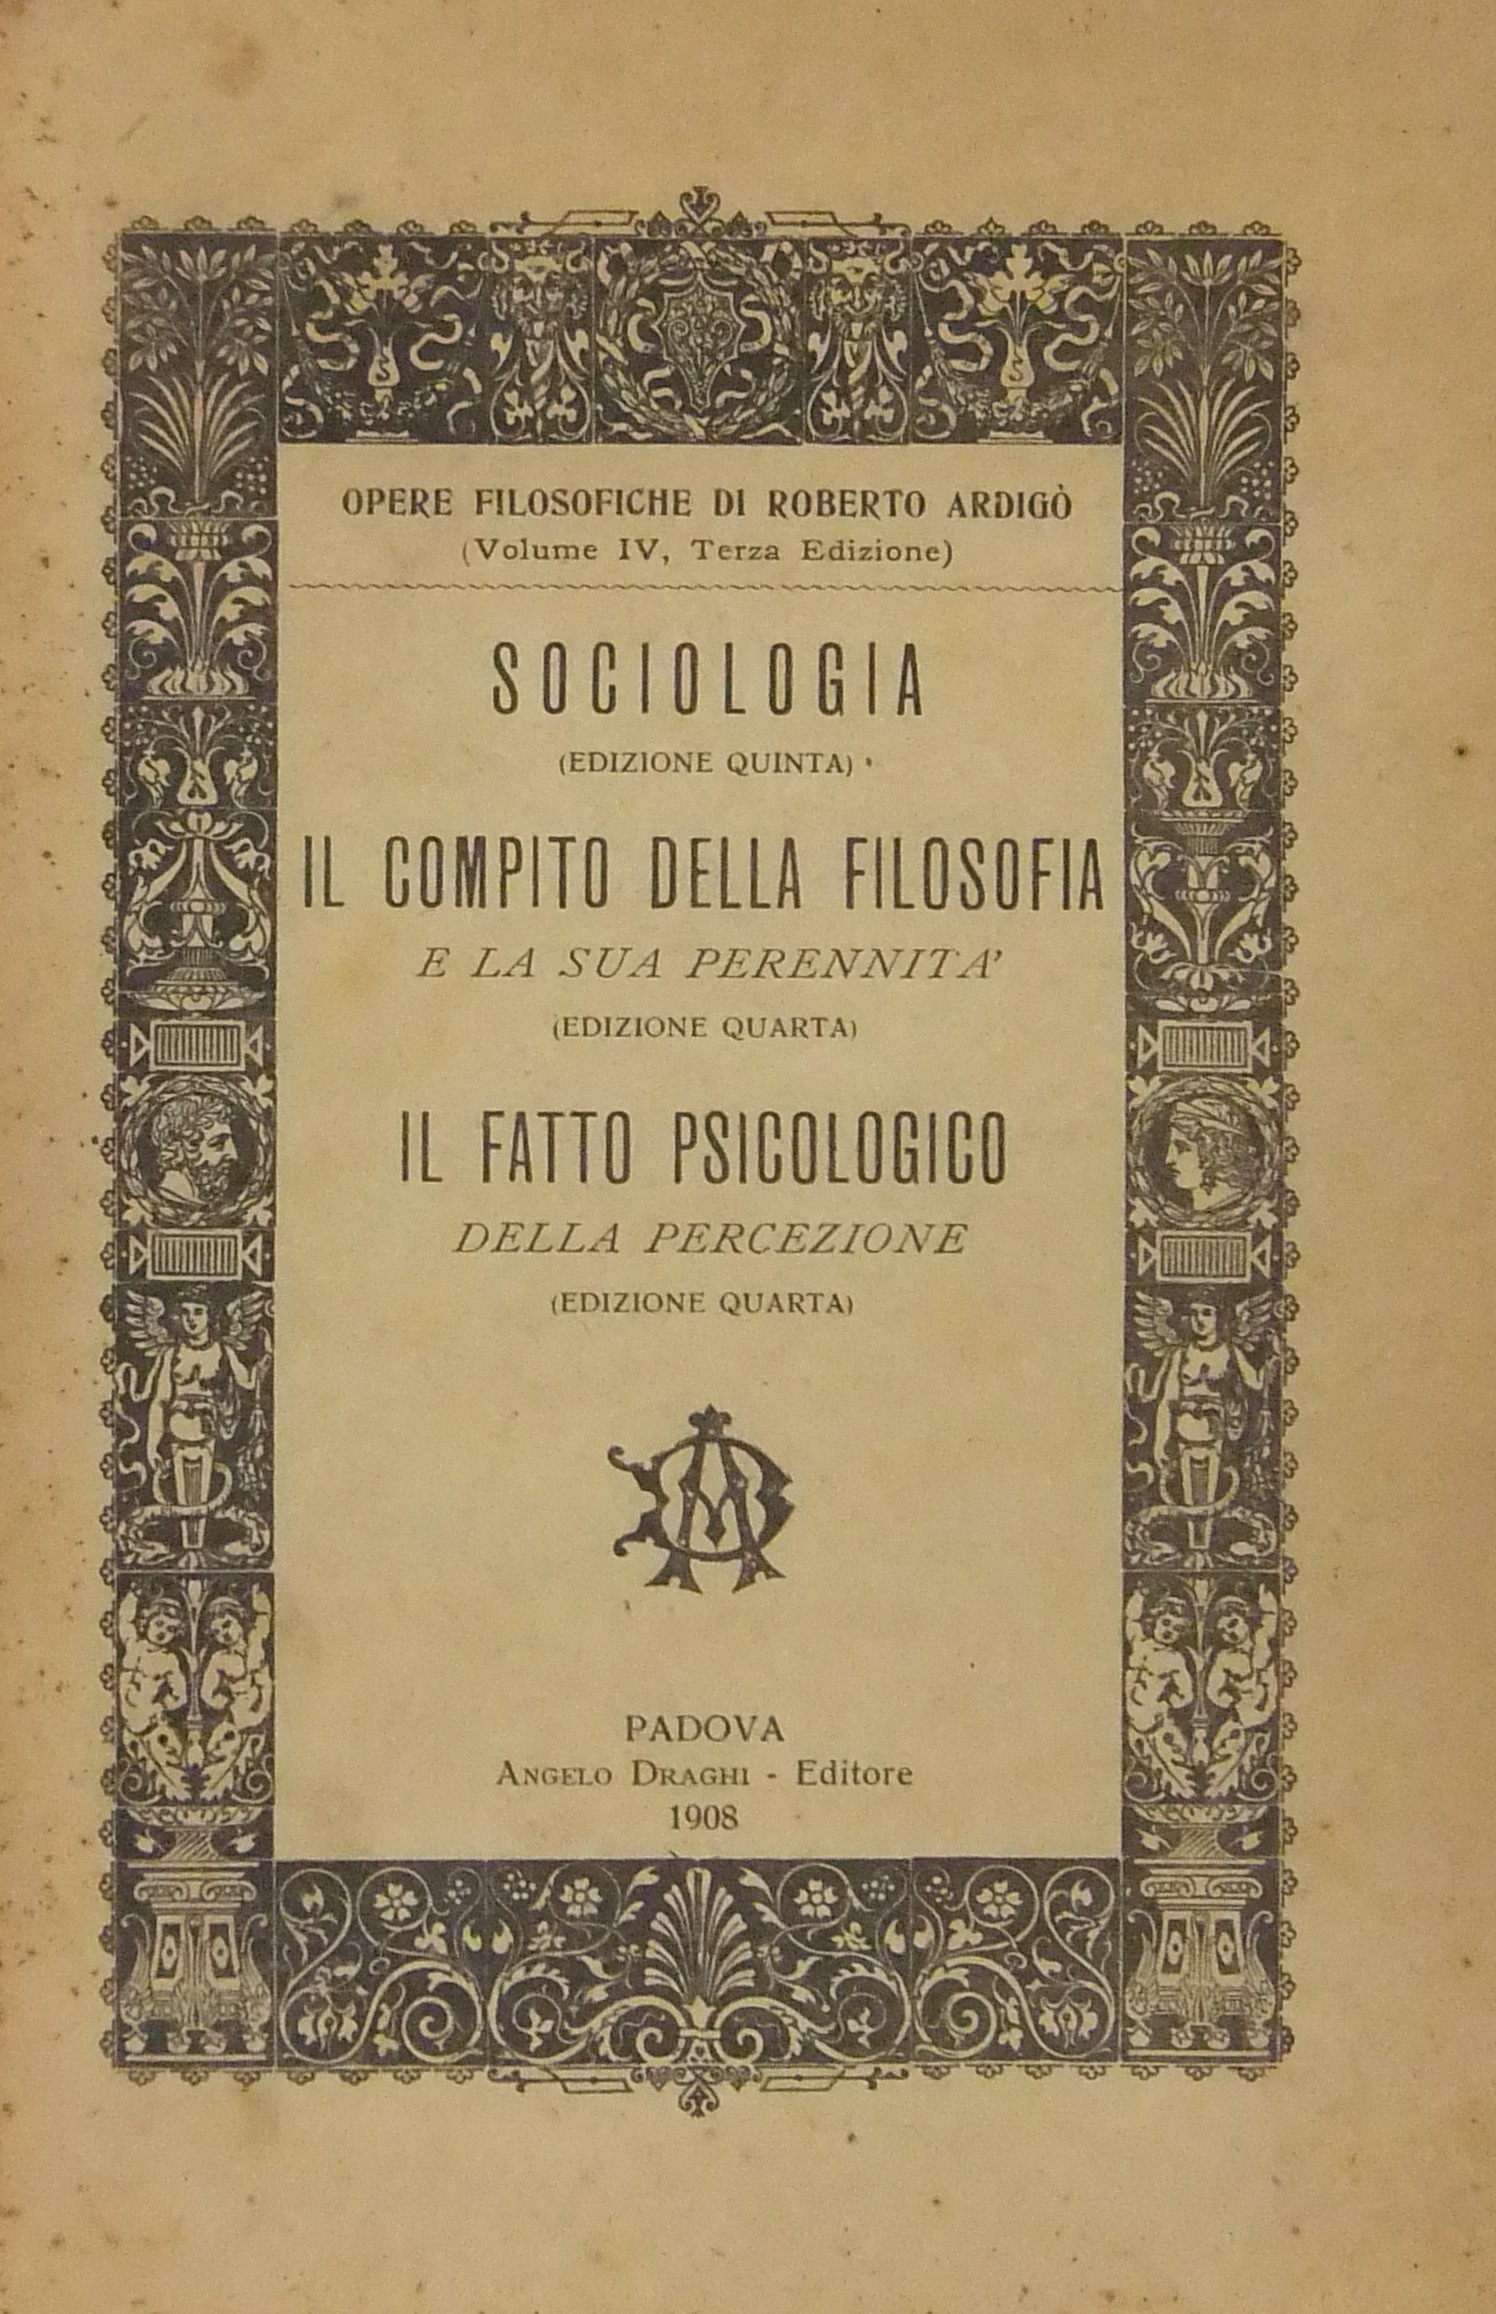 OPERE FILOSOFICHE DI ROBERTO ARDIGÒ
(Volume IV, Terza Edizione)
SOCIOLOGIA
(EDIZIONE QUINTA)
IL COMPITO DELLA FILOSOFIA
E LA SUA PERENNITA'
(EDIZIONE QUARTA)
IL FATTO PSICOLOGICO
DELLA PERCEZIONE
(EDIZIONE QUARTA)
PADOVA
ANGELO DRAGHI - Editore
1908